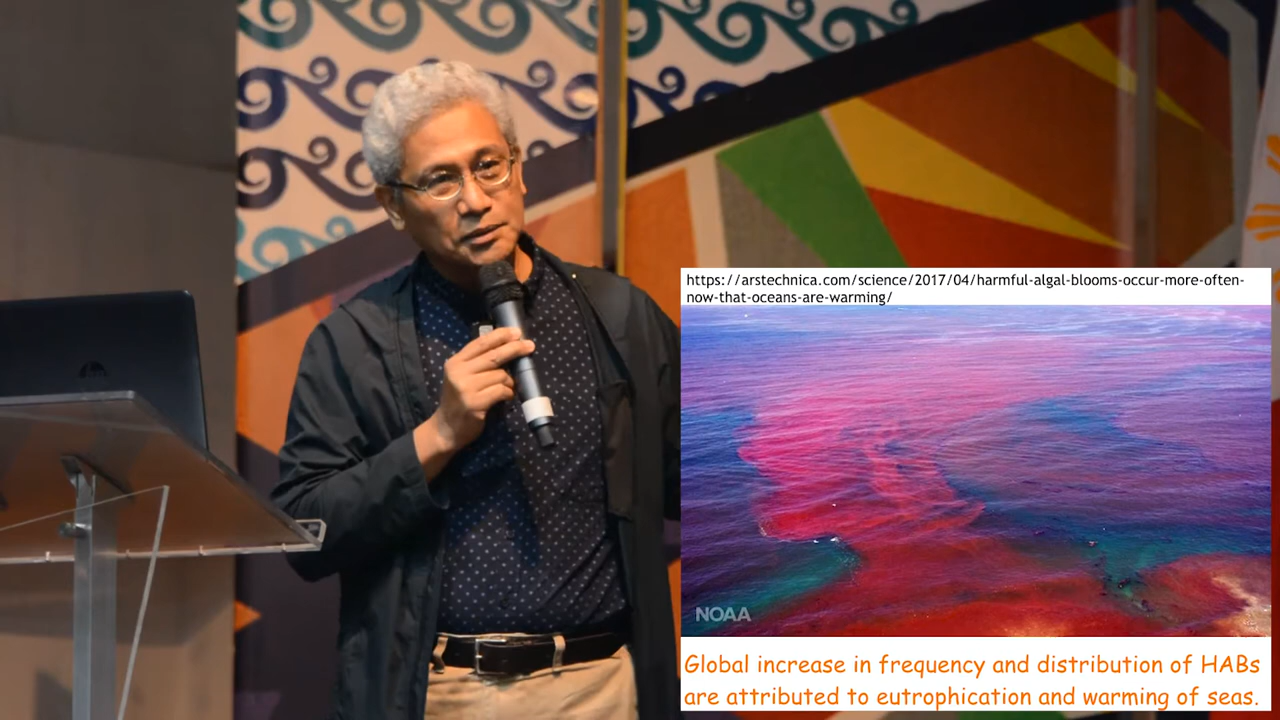 https://arstechnica.com/science/2017/04/harmful-algal-blooms-occur-more-often-
now-that-oceans-are-warming/
NOAA
Global increase in frequency and distribution of HABs
are attributed to eutrophication and warming of seas.